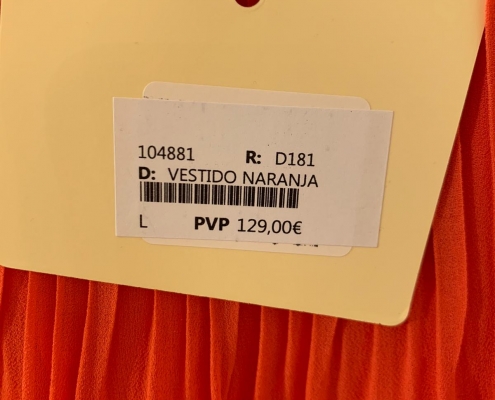 104881 R: D181
D: VESTIDO NARANJA
L PVP 129,00€